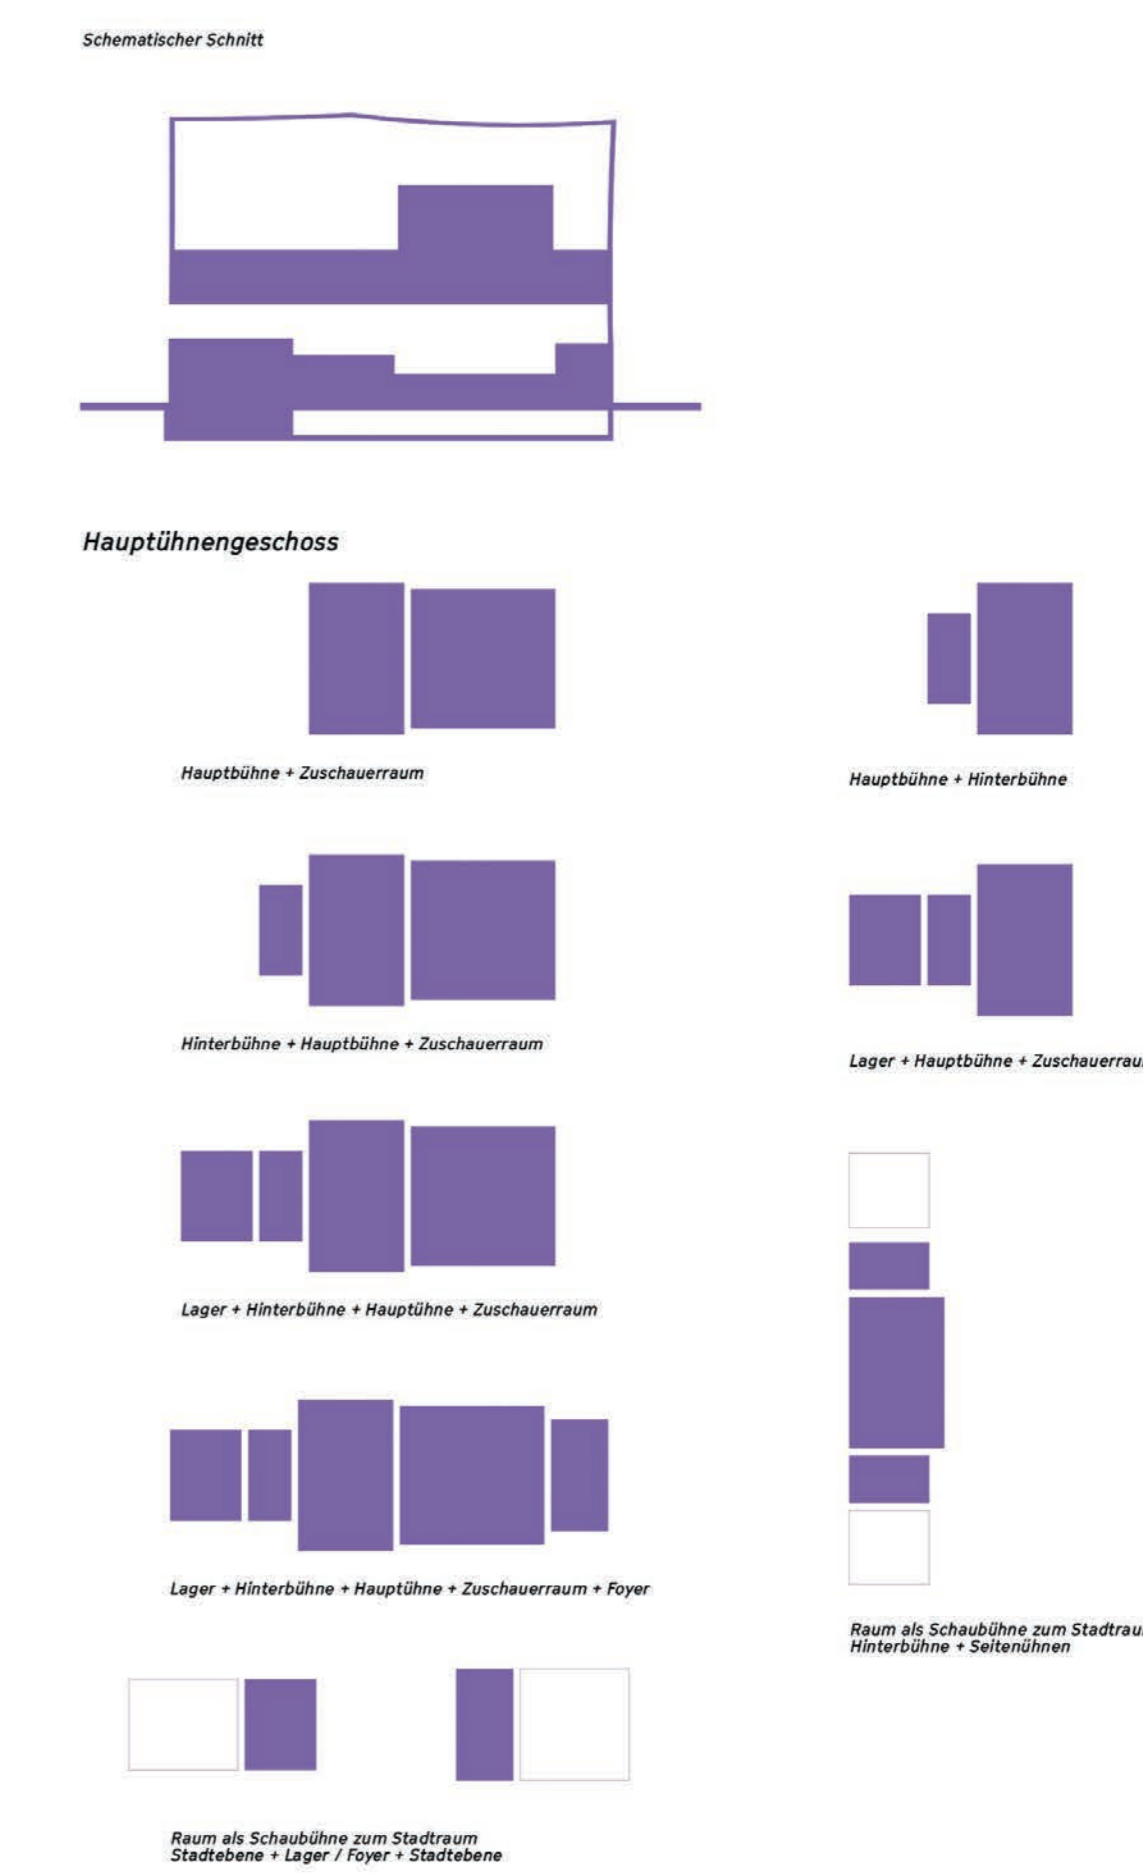 Schematischer Schnitt
Hauptühnengeschoss
Hauptbühne + Zuschauerraum
Hauptbühne + Hinterbühne
Hinterbühne + Hauptbühne + Zuschauerraum
Lager + Hauptbühne + Zuschauerrau
Lager + Hinterbühne + Hauptühne + Zuschauerraum
Lager + Hinterbühne + Hauptühne + Zuschauerraum + Foyer
Raum als Schaubühne zum Stadtrau
Hinterbühne + Seitenühnen
Raum als Schaubühne zum Stadtraum
Stadtebene + Lager / Foyer + Stadtebene